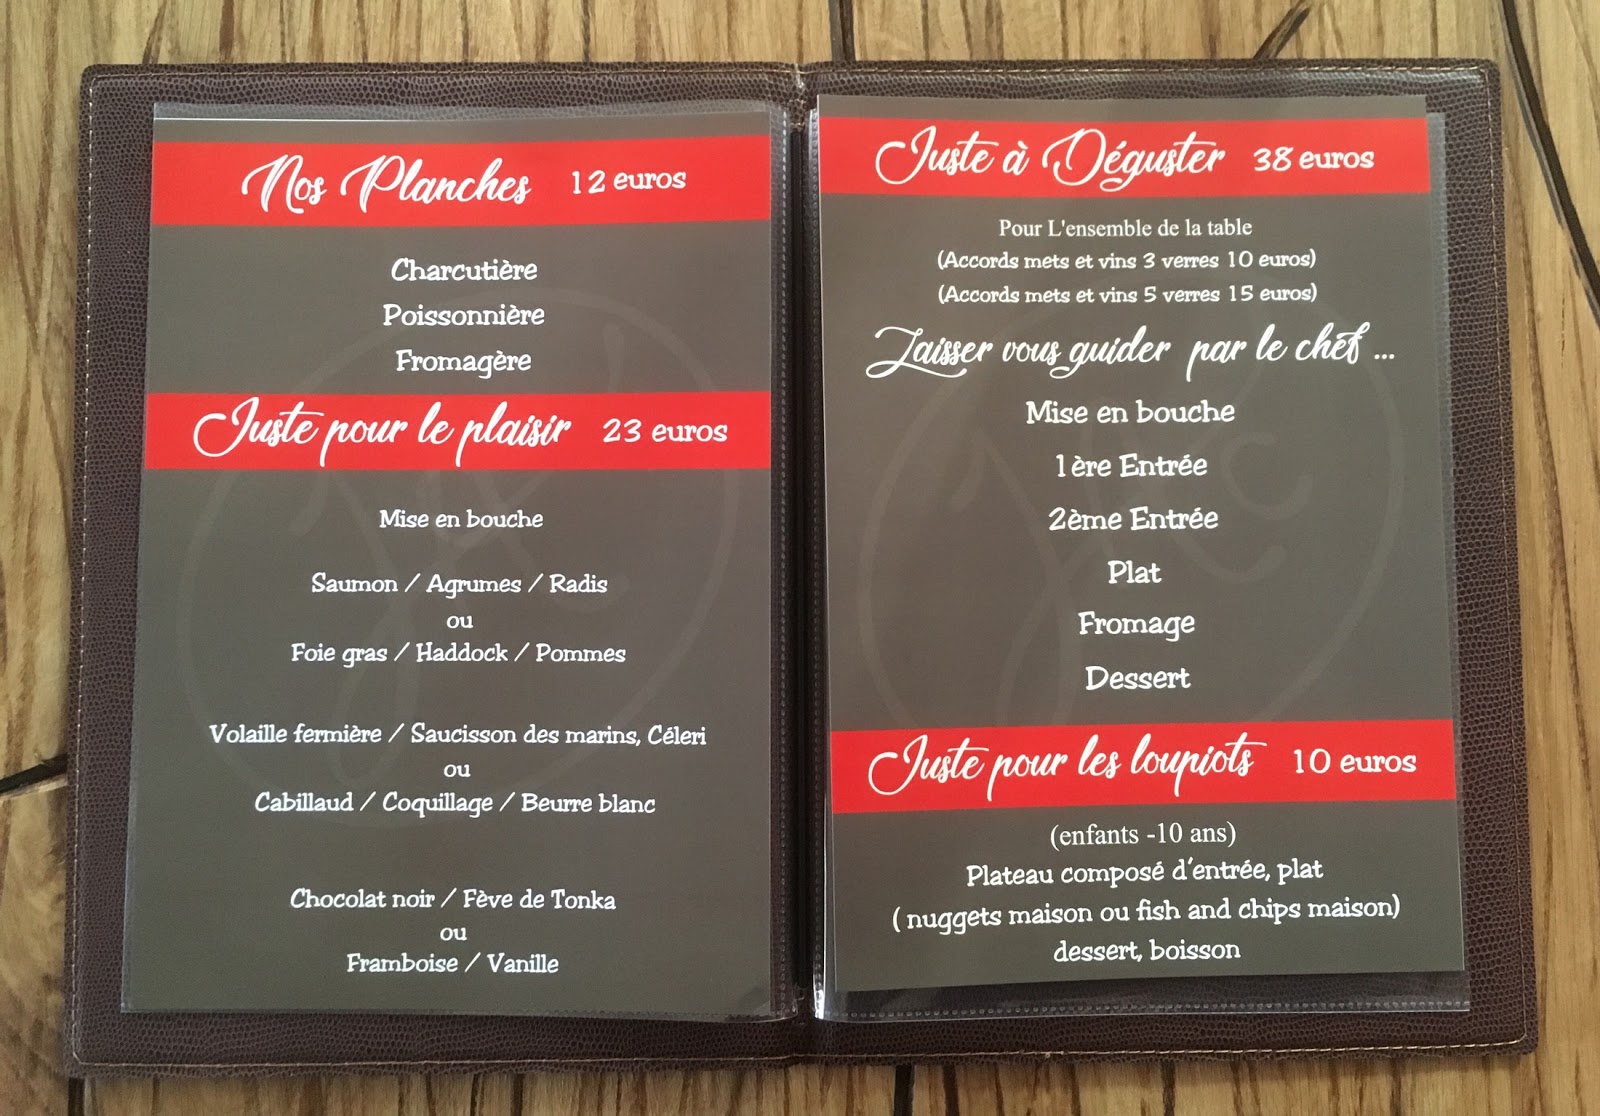 Nos Planches 12 euros
Charcutière
Poissonnière
Fromagère
Juste pour le plaisir 23 euros
Mise en bouche
Saumon / Agrumes / Radis
ou
Foie gras / Haddock / Pommes
Volaille fermière / Saucisson des marins, Céleri
ou
Cabillaud / Coquillage / Beurre blanc
Chocolat noir / Fève de Tonka
ou
Framboise / Vanille
Juste à Déguster 38 euros
Pour L'ensemble de la table
(Accords mets et vins 3 verres 10 euros)
(Accords mets et vins 5 verres 15 euros)
Laisser vous guider par le chef ...
Mise en bouche
1ère Entrée
2ème Entrée
Plat
Fromage
Dessert
Juste pour les loupiots 10 euros
(enfants -10 ans)
Plateau composé d'entrée, plat
( nuggets maison ou fish and chips maison)
dessert, boisson